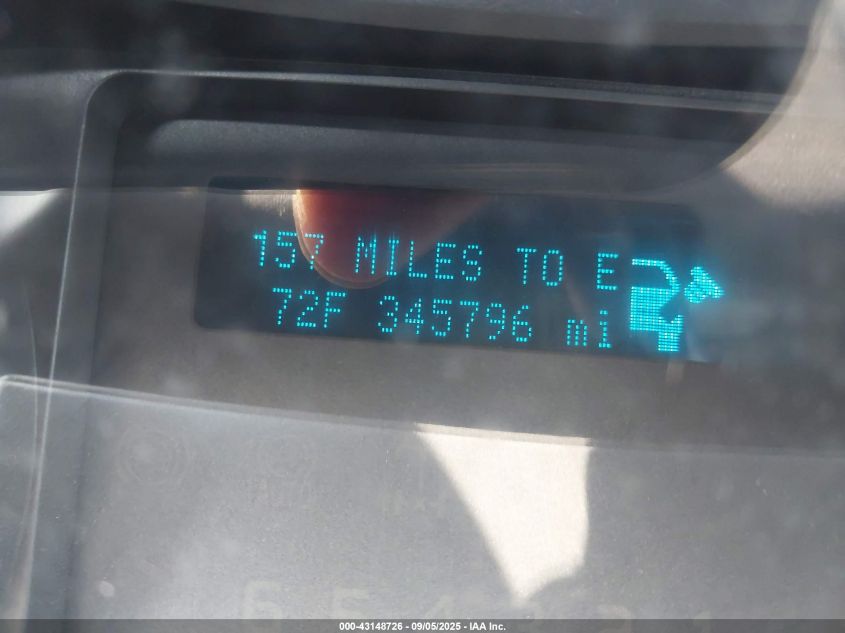 157 MILES TO E
72F 345796 mi
000-43148726 - 09/05/2025 - IAA Inc.